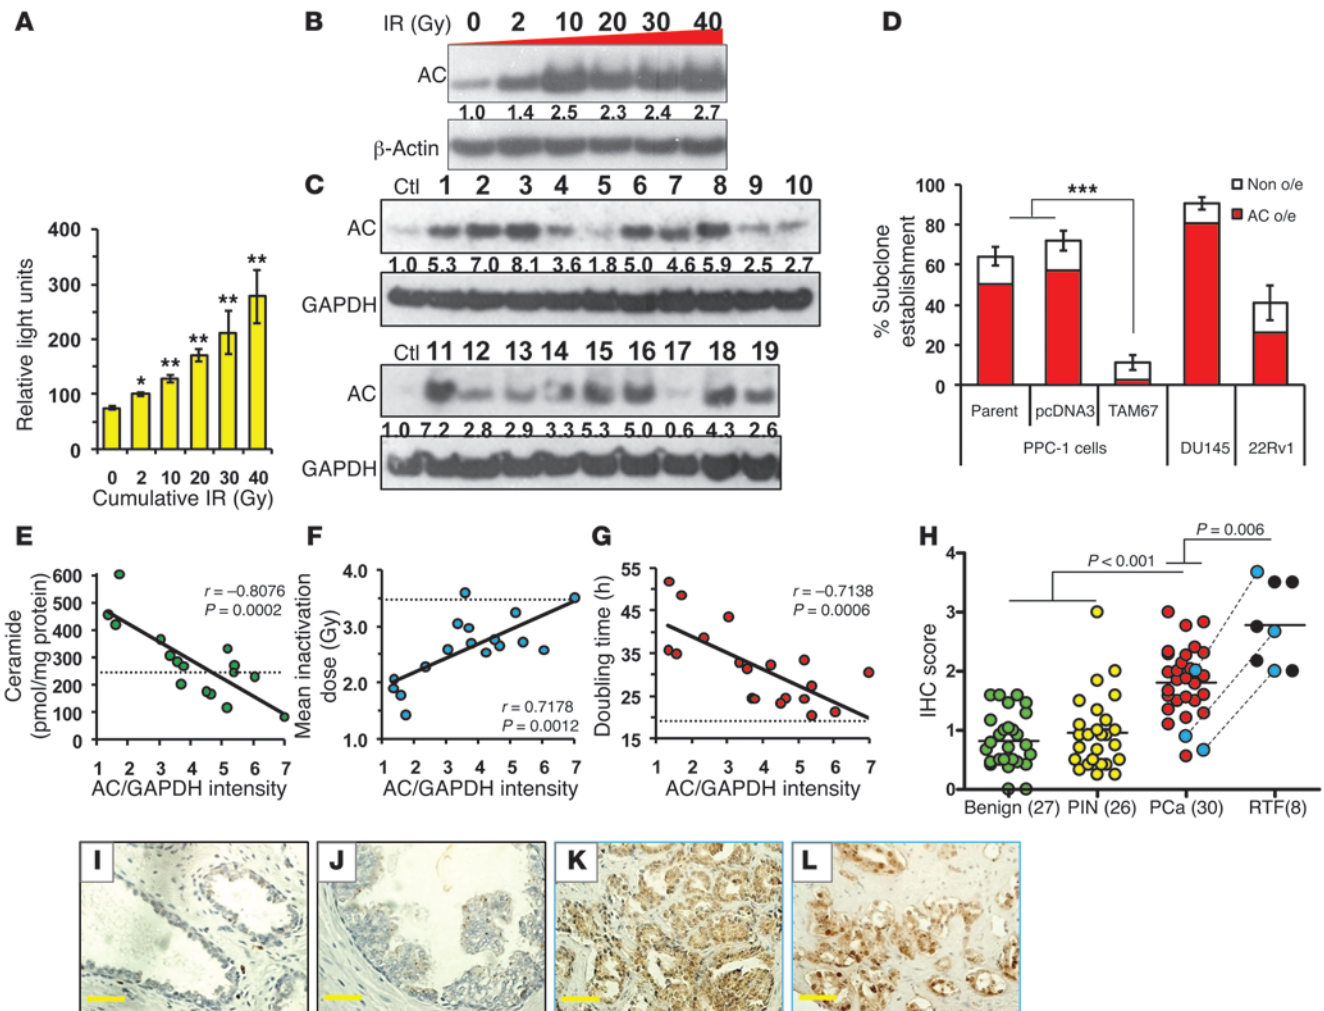 A
400
300
200
100
0
Relative light units
* ** ** ** **
0 2 10 20 30 40
Cumulative IR (Gy)
B
IR (Gy) 0 2 10 20 30 40
AC
1.0 1.4 2.5 2.3 2.4 2.7
β-Actin
C
Ctl 1 2 3 4 5 6 7 8 9 10
AC
1.0 5.3 7.0 8.1 3.6 1.8 5.0 4.6 5.9 2.5 2.7
GAPDH
Ctl 11 12 13 14 15 16 17 18 19
AC
1.0 7.2 2.8 2.9 3.3 5.3 5.0 0.6 4.3 2.6
GAPDH
D
Non o/e
AC o/e
***
100
80
60
40
20
0
% Subclone
establishment
Parent pcDNA3 TAM67
PPC-1 cells DU145 22Rv1
E
600
500
400
300
200
100
0
Ceramide
(pmol/mg protein)
r = –0.8076
P = 0.0002
1 2 3 4 5 6 7
AC/GAPDH intensity
F
4.0
3.0
2.0
1.0
Mean inactivation
dose (Gy)
r = 0.7178
P = 0.0012
1 2 3 4 5 6 7
AC/GAPDH intensity
G
55
45
35
25
15
Doubling time (h)
r = –0.7138
P = 0.0006
1 2 3 4 5 6 7
AC/GAPDH intensity
H
P = 0.006
P < 0.001
4
3
2
1
0
IHC score
Benign (27) PIN (26) PCa (30) RTF(8)
I
J
K
L